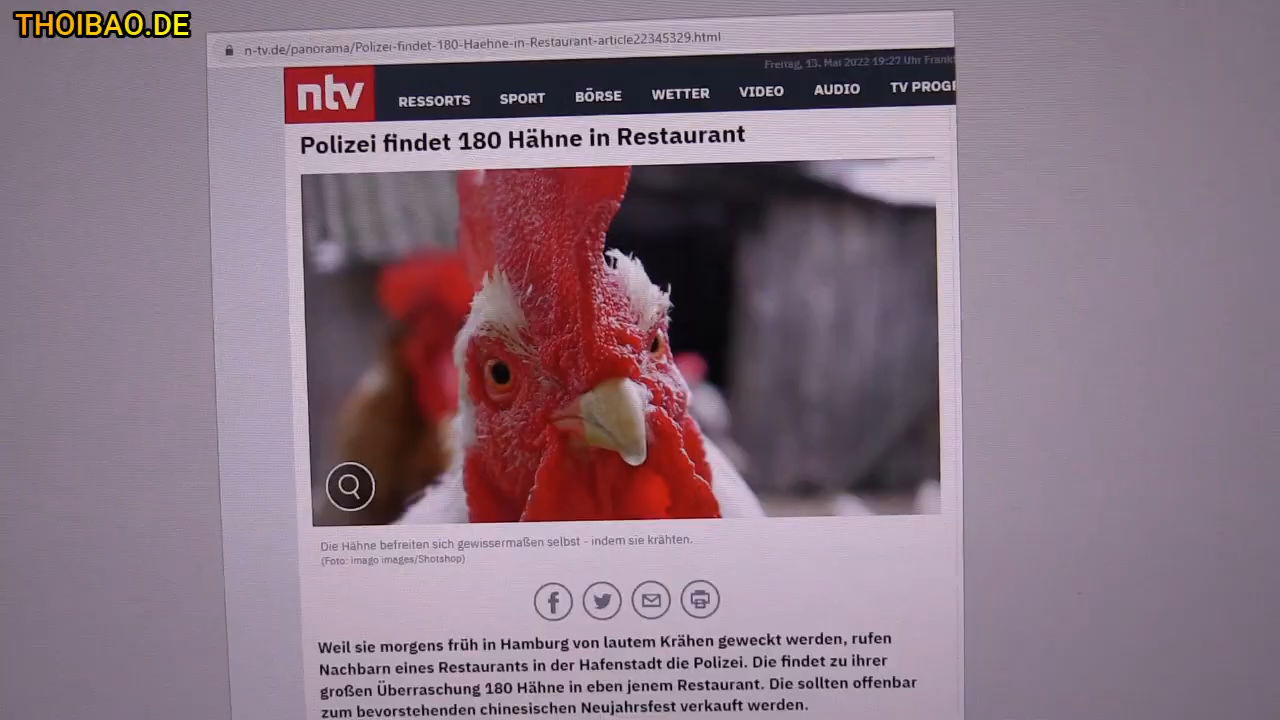 THOIBAO.DE
n-tv.de/panorama/Polizei-findet-180-Haehne-in-Restaurant-article22345329.html
Freitag, 13. Mai 2022 19:27 Uhr Frank
ntv
RESSORTS SPORT BÖRSE WETTER VIDEO AUDIO TV PROG
Polizei findet 180 Hähne in Restaurant
Die Hähne befreiten sich gewissermaßen selbst - indem sie krähten.
(Foto: imago images/Shotshop)
Weil sie morgens früh in Hamburg von lautem Krähen geweckt werden, rufen
Nachbarn eines Restaurants in der Hafenstadt die Polizei. Die findet zu ihrer
großen Überraschung 180 Hähne in eben jenem Restaurant. Die sollten offenbar
zum bevorstehenden chinesischen Neujahrsfest verkauft werden.